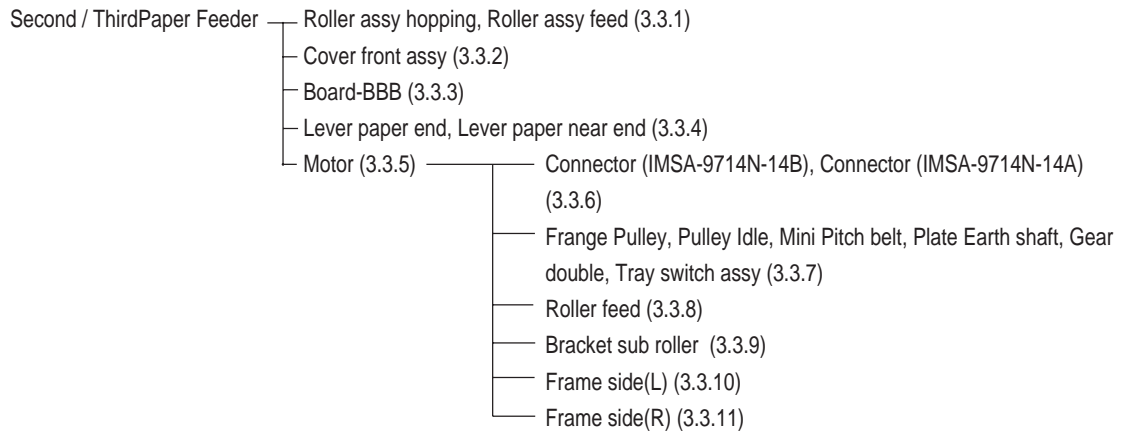 Second / ThirdPaper Feeder
Roller assy hopping, Roller assy feed (3.3.1)
Cover front assy (3.3.2)
Board-BBB (3.3.3)
Lever paper end, Lever paper near end (3.3.4)
Motor (3.3.5)
Connector (IMSA-9714N-14B), Connector (IMSA-9714N-14A)
(3.3.6)
Frange Pulley, Pulley Idle, Mini Pitch belt, Plate Earth shaft, Gear
double, Tray switch assy (3.3.7)
Roller feed (3.3.8)
Bracket sub roller (3.3.9)
Frame side(L) (3.3.10)
Frame side(R) (3.3.11)